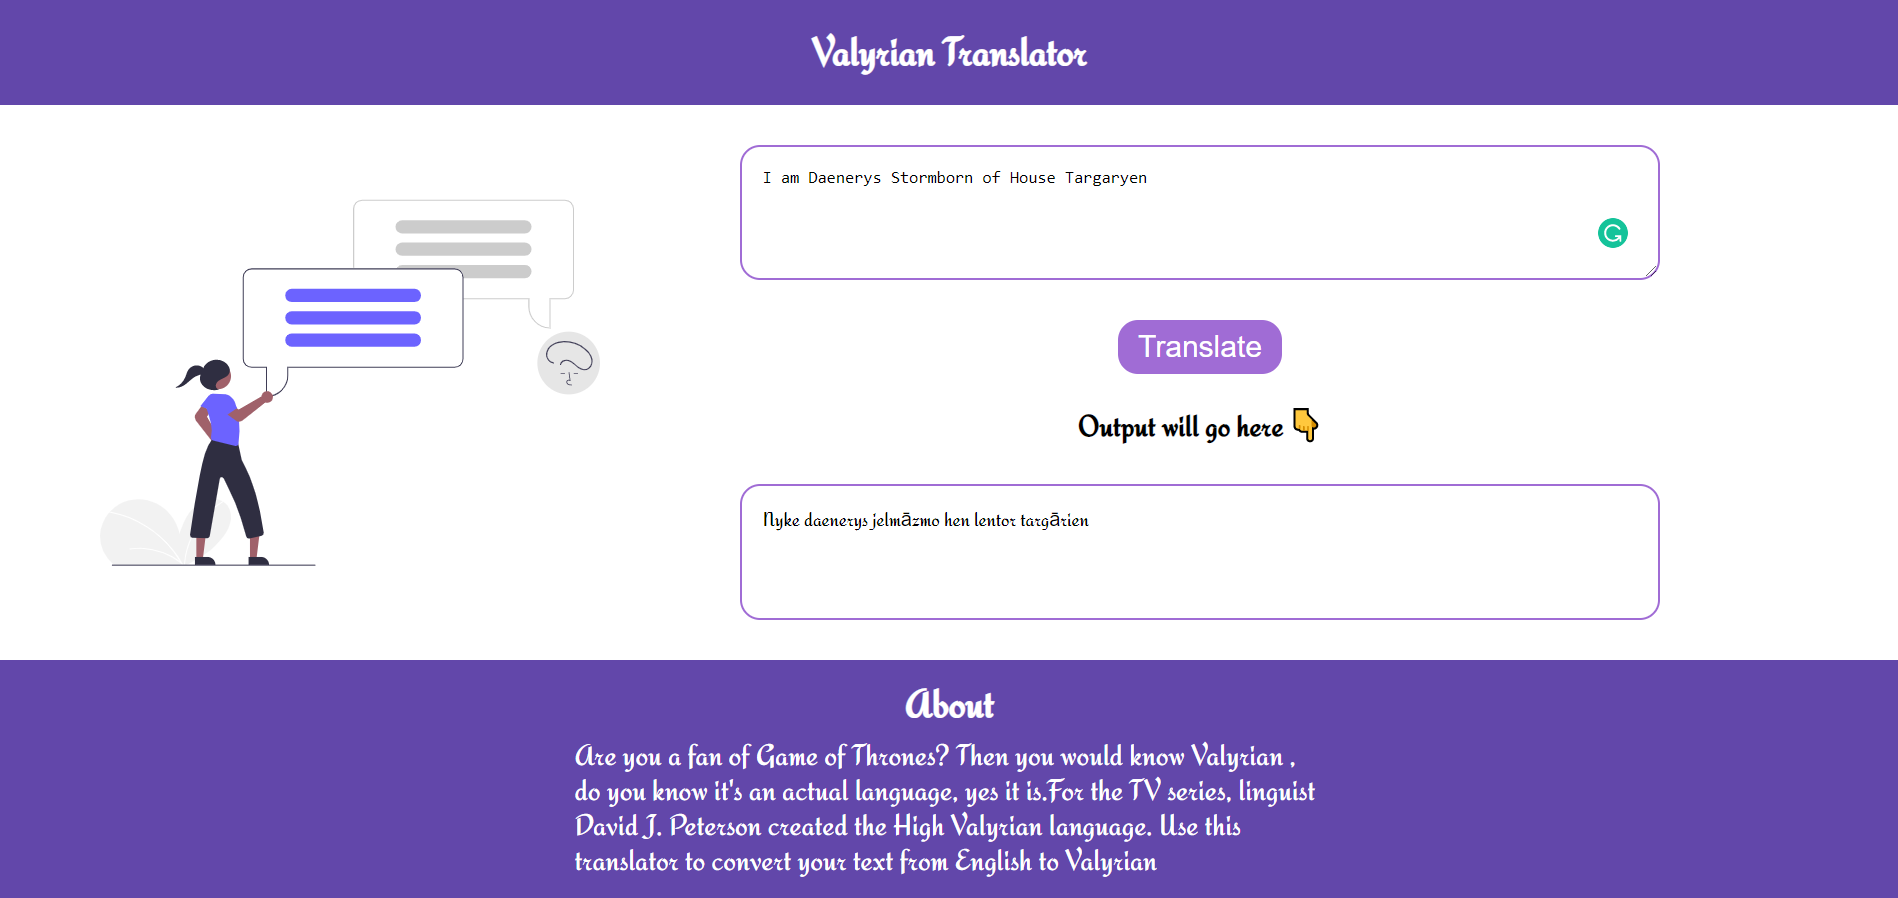 Valyrian Translator
I am Daenerys Stormborn of House Targaryen
Translate
Output will go here 👇
Nyke daenerys jelmāzmo hen lentor targārien
About
Are you a fan of Game of Thrones? Then you would know Valyrian ,
do you know it's an actual language, yes it is.For the TV series, linguist
David J. Peterson created the High Valyrian language. Use this
translator to convert your text from English to Valyrian